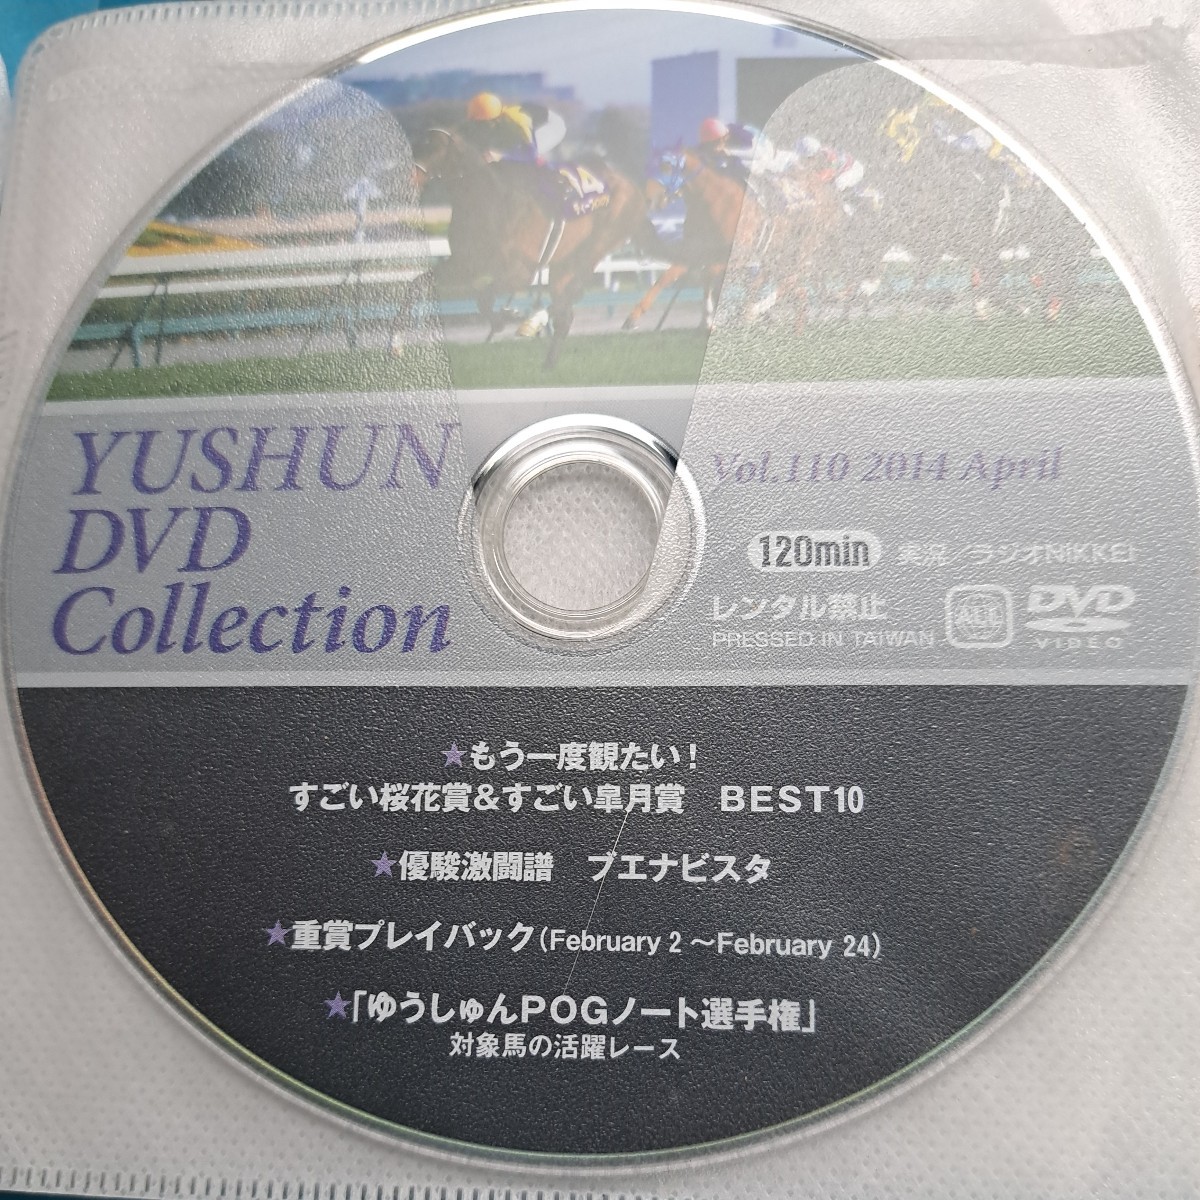 14
YUSHUN
DVD
Collection
Vol.110 2014 April
120min 実況 ラジオNIKKEI
レンタル禁止
PRESSED IN TAIWAN
ALL
DVD
VIDEO
★もう一度観たい!
すごい桜花賞&すごい皐月賞 BEST10
★優駿激闘譜 ブエナビスタ
★重賞プレイバック(February 2 ～February 24)
★「ゆうしゅんPOGノート選手権」
対象馬の活躍レース